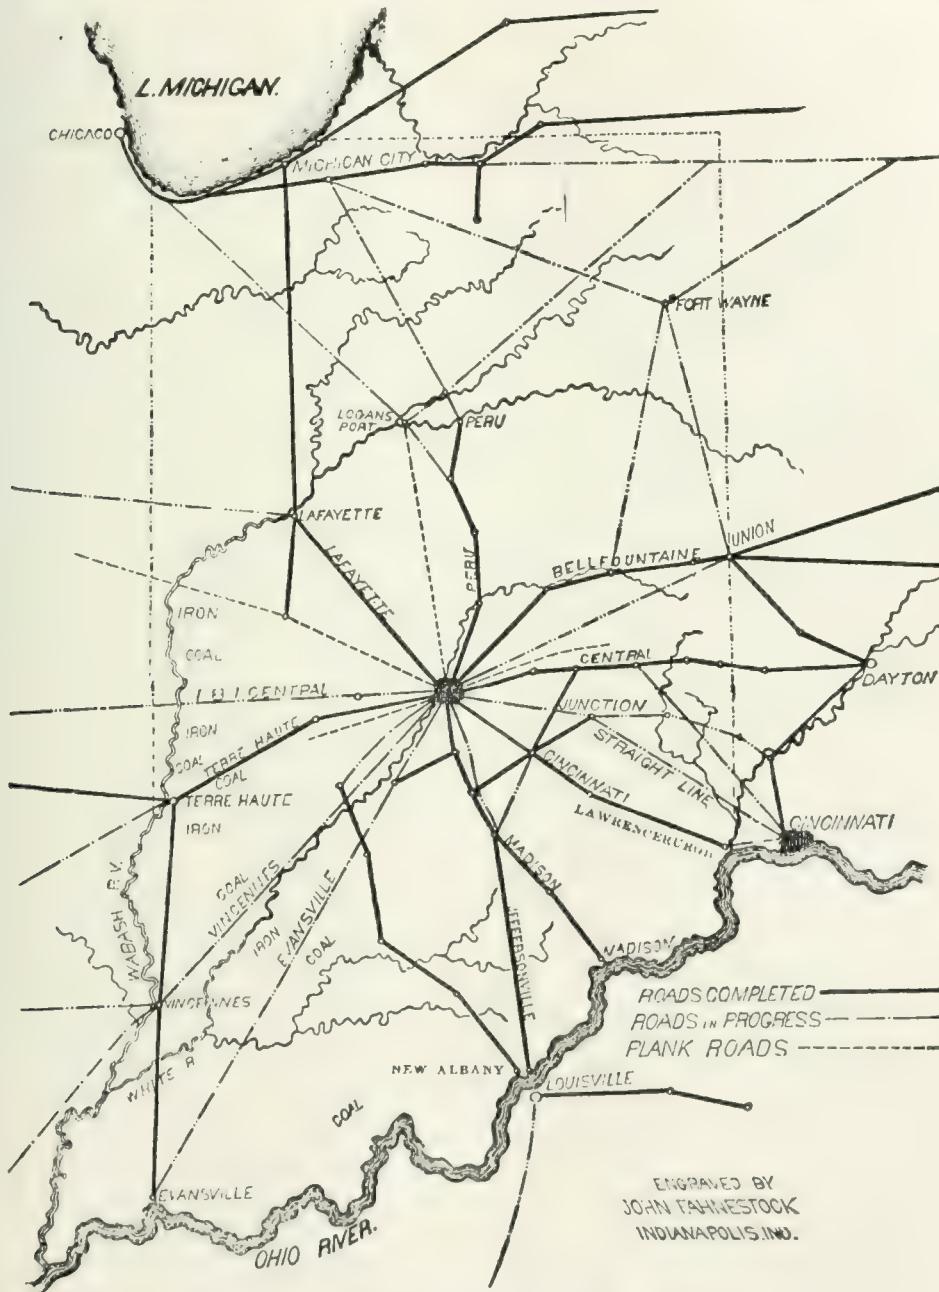 L. MICHIGAN.
CHICAGO
MICHIGAN CITY
FORT WAYNE
LOGANS
PORT
PERU
LAFAYETTE
UNION
LAFAYETTE
PERU
BELLEFOUNTAINE
IRON
COAL
CENTRAL
DAYTON
CENTRAL
JUNCTION
IRON
TERRE HAUTE
STRAIGHT LINE
COAL
COAL
CINCINNATI
TERRE HAUTE
LAWRENCEBURGH
CINCINNATI
IRON
MADISON
COAL
VINCENNES
EVANSVILLE
IRON
COAL
WABASH RV.
JEFFERSONVILLE
MADISON
VINCENNES
ROADS COMPLETED
ROADS IN PROGRESS
PLANK ROADS
NEW ALBANY
WHITE R
LOUISVILLE
COAL
EVANSVILLE
OHIO RIVER.
ENGRAVED BY
JOHN FAHNESTOCK
INDIANAPOLIS, IND.